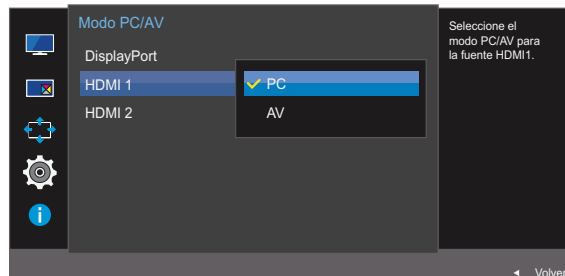 Modo PC/AV
DisplayPort
HDMI 1
HDMI 2
PC
AV
Seleccione el
modo PC/AV para
la fuente HDMI1.
Volver